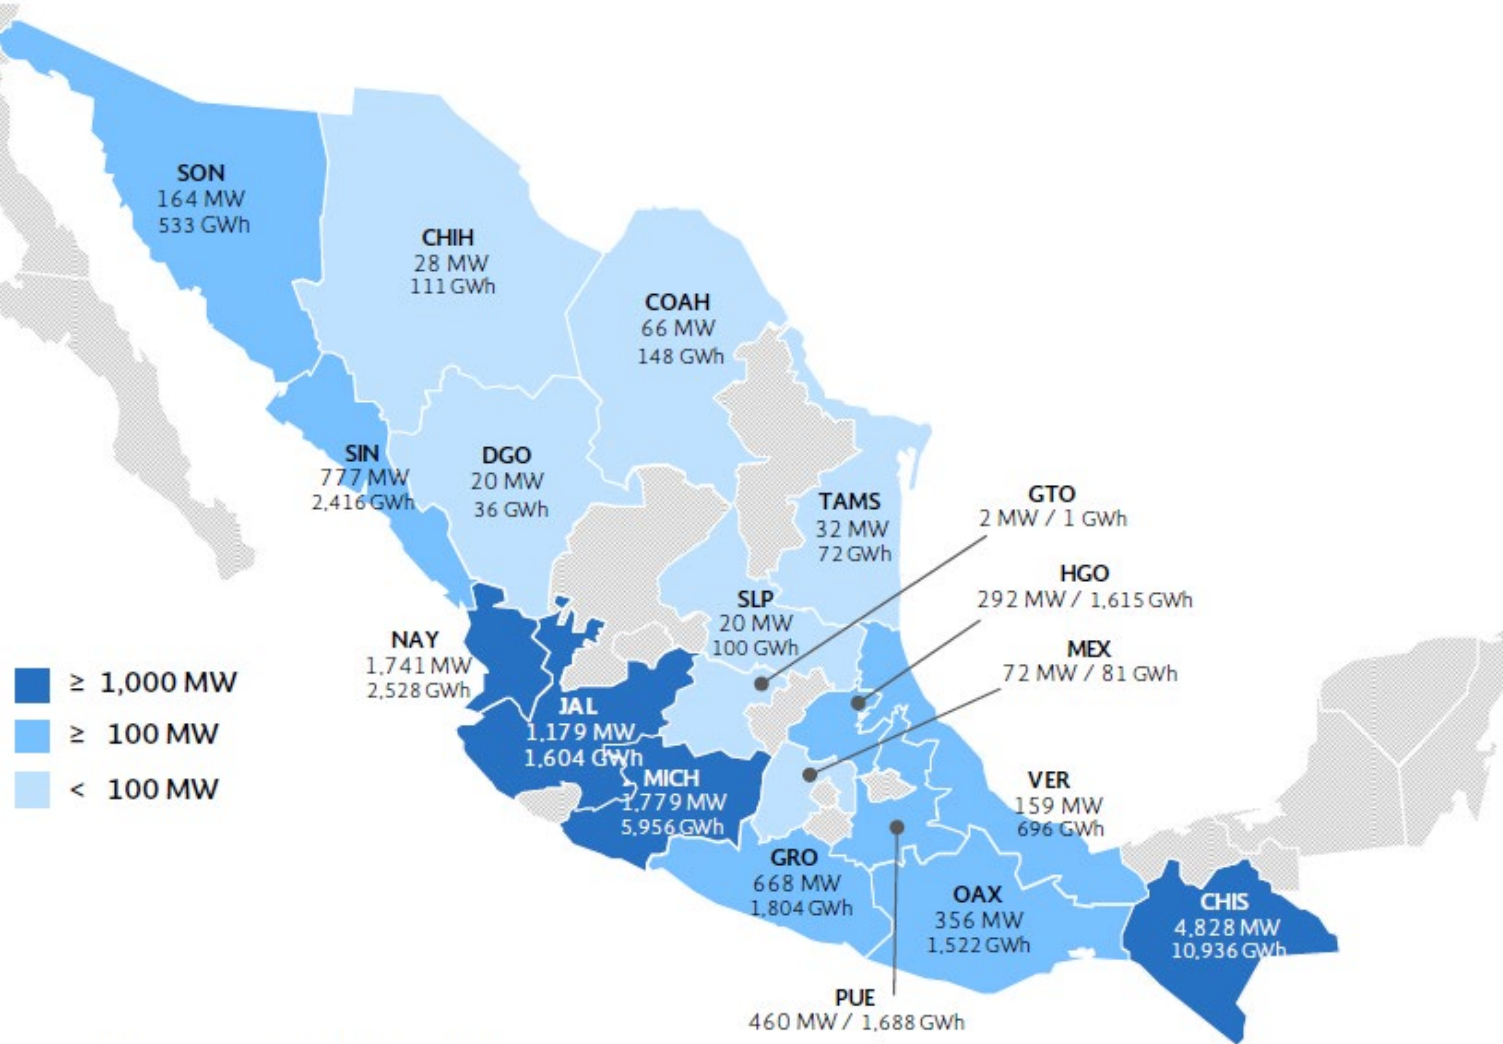 SON
164 MW
533 GWh
CHIH
28 MW
111 GWh
COAH
66 MW
148 GWh
SIN
777 MW
2,416 GWh
DGO
20 MW
36 GWh
TAMS
32 MW
72 GWh
GTO
2 MW / 1 GWh
HGO
292 MW / 1,615 GWh
SLP
20 MW
100 GWh
MEX
72 MW / 81 GWh
NAY
1,741 MW
2,528 GWh
≥ 1,000 MW
≥ 100 MW
< 100 MW
JAL
1,179 MW
1,604 GWh
MICH
1,779 MW
5,956 GWh
VER
159 MW
696 GWh
GRO
668 MW
1,804 GWh
OAX
356 MW
1,522 GWh
CHIS
4,828 MW
10,936 GWh
PUE
460 MW / 1,688 GWh